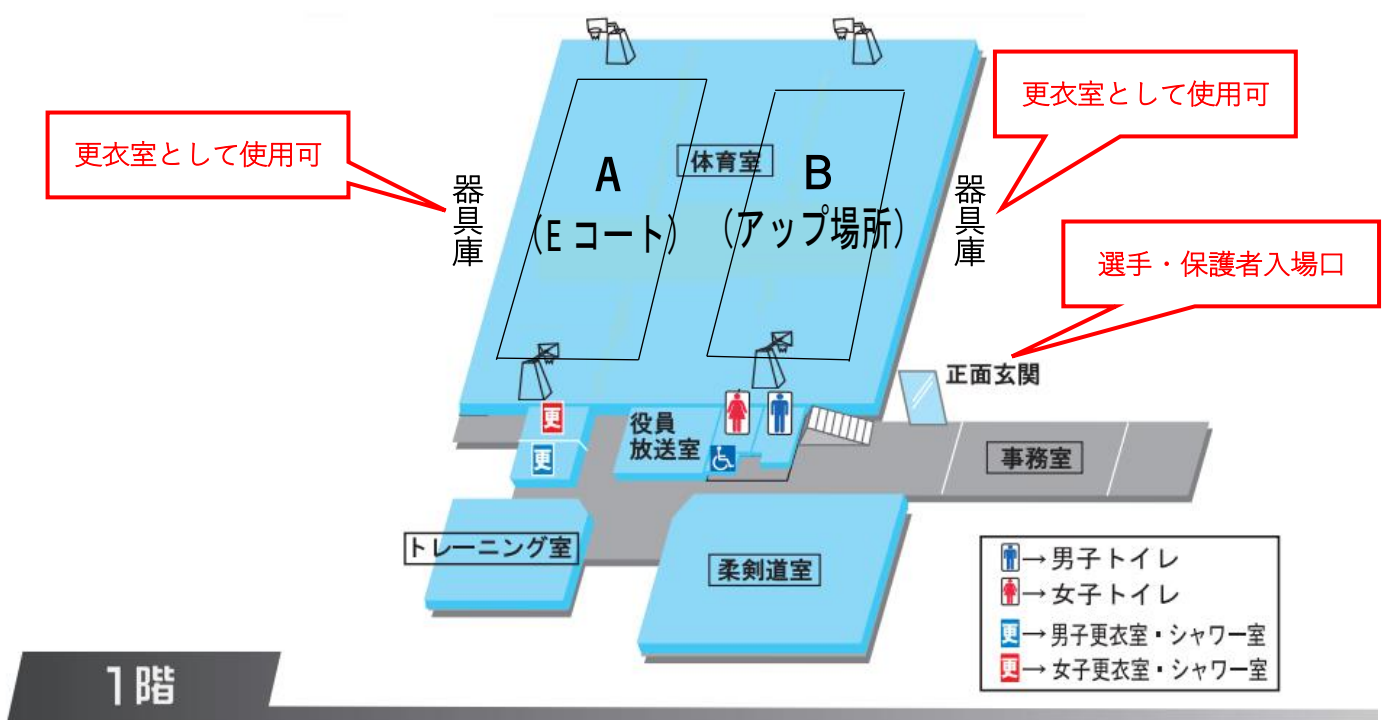 更衣室として使用可
更衣室として使用可
選手・保護者入場口
器具庫
器具庫
体育室
A
(Eコート)
B
(アップ場所)
正面玄関
更
更
役員
放送室
事務室
トレーニング室
柔剣道室
→男子トイレ
→女子トイレ
更→男子更衣室・シャワー室
更→女子更衣室・シャワー室
1階